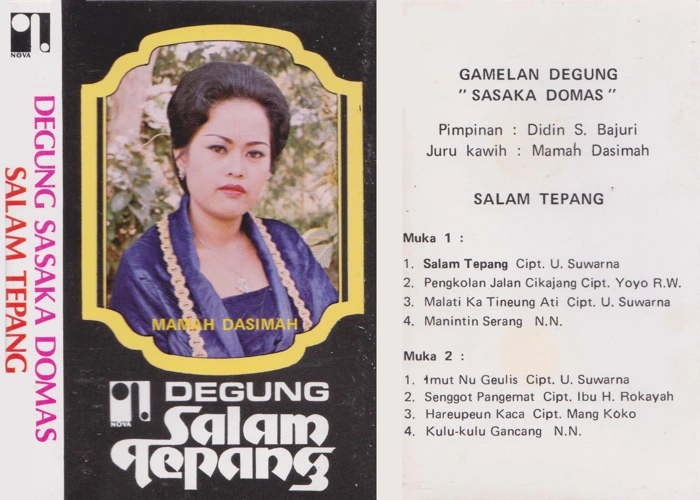 NOVA
DEGUNG SASAKA DOMAS
SALAM TEPANG
MAMAH DASIMAH
NOVA
DEGUNG
Salam
Tepang
GAMELAN DEGUNG
" SASAKA DOMAS "
Pimpinan : Didin S. Bajuri
Juru kawih : Mamah Dasimah
SALAM TEPANG
Muka 1 :
1. Salam Tepang Cipt. U. Suwarna
2. Pengkolan Jalan Cikajang Cipt. Yoyo R.W.
3. Malati Ka Tineung Ati Cipt. U. Suwarna
4. Manintin Serang N.N.
Muka 2 :
1. Imut Nu Geulis Cipt. U. Suwarna
2. Senggot Pangemat Cipt. Ibu H. Rokayah
3. Hareupeun Kaca Cipt. Mang Koko
4. Kulu-kulu Gancang N.N.